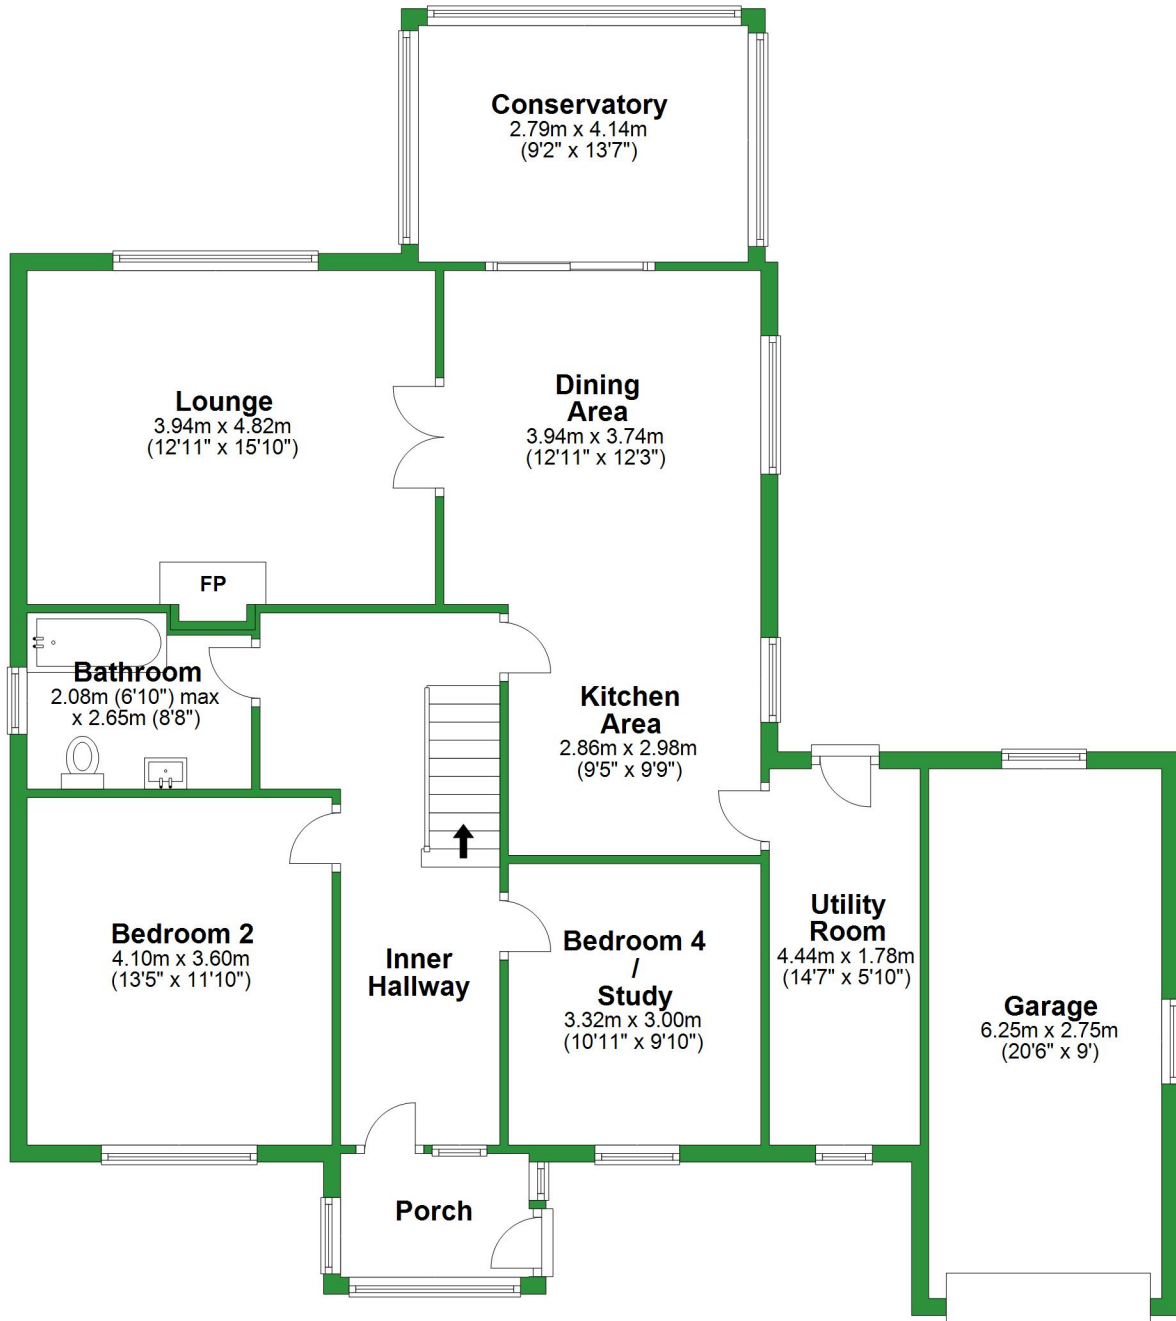 Conservatory
2.79m x 4.14m
(9'2" x 13'7")
Lounge
3.94m x 4.82m
(12'11" x 15'10")
Dining
Area
3.94m x 3.74m
(12'11" x 12'3")
FP
Bathroom
2.08m (6'10") max
x 2.65m (8'8")
Kitchen
Area
2.86m x 2.98m
(9'5" x 9'9")
Bedroom 2
4.10m x 3.60m
(13'5" x 11'10")
Inner
Hallway
Bedroom 4
/
Study
3.32m x 3.00m
(10'11" x 9'10")
Utility
Room
4.44m x 1.78m
(14'7" x 5'10")
Garage
6.25m x 2.75m
(20'6" x 9')
Porch